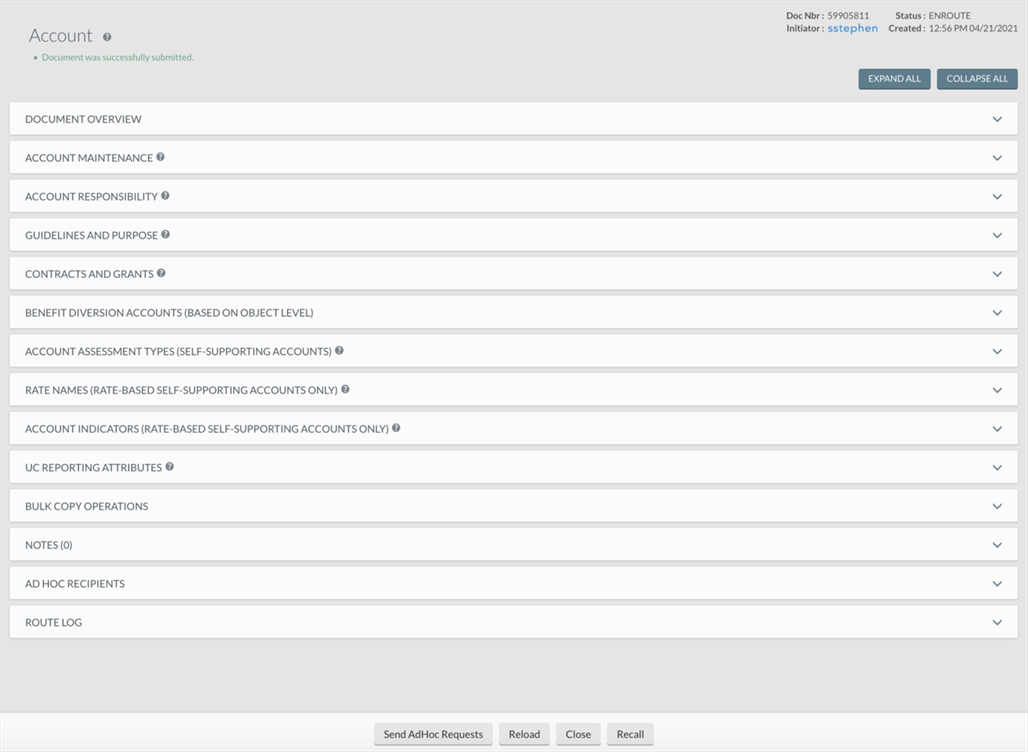 Doc Nbr : 59905811 Status : ENROUTE
Initiator : sstephen Created : 12:56 PM 04/21/2021
Account ?
• Document was successfully submitted.
EXPAND ALL COLLAPSE ALL
DOCUMENT OVERVIEW
ACCOUNT MAINTENANCE ?
ACCOUNT RESPONSIBILITY ?
GUIDELINES AND PURPOSE ?
CONTRACTS AND GRANTS ?
BENEFIT DIVERSION ACCOUNTS (BASED ON OBJECT LEVEL)
ACCOUNT ASSESSMENT TYPES (SELF-SUPPORTING ACCOUNTS) ?
RATE NAMES (RATE-BASED SELF-SUPPORTING ACCOUNTS ONLY) ?
ACCOUNT INDICATORS (RATE-BASED SELF-SUPPORTING ACCOUNTS ONLY) ?
UC REPORTING ATTRIBUTES ?
BULK COPY OPERATIONS
NOTES (0)
AD HOC RECIPIENTS
ROUTE LOG
Send AdHoc Requests Reload Close Recall